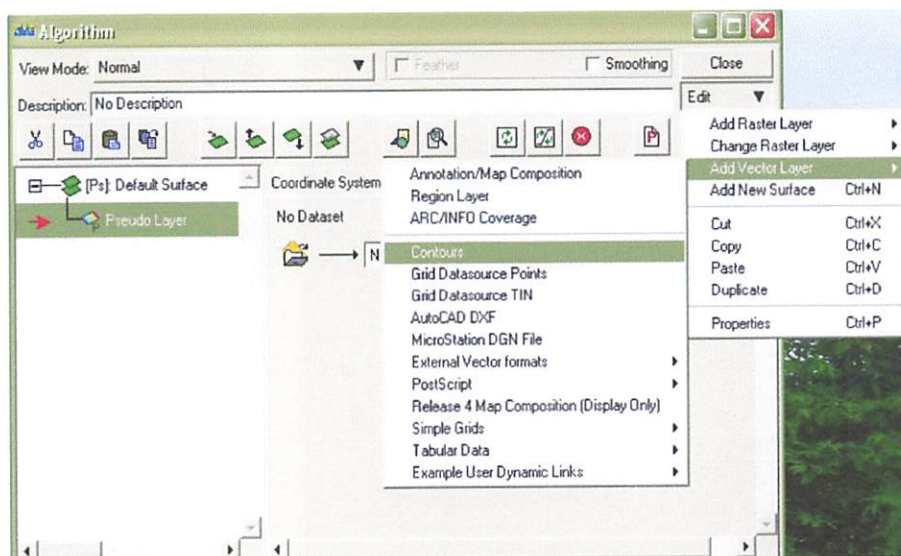 Algorithm
View Mode: Normal
Feather
Smoothing
Close
Description: No Description
Edit
[Ps]: Default Surface
Pseudo Layer
Coordinate System
No Dataset
N
P
Add Raster Layer
Change Raster Layer
Add Vector Layer
Add New Surface Ctrl+N
Cut Ctrl+X
Copy Ctrl+C
Paste Ctrl+V
Duplicate Ctrl+D
Properties Ctrl+P
Annotation/Map Composition
Region Layer
ARC/INFO Coverage
Contours
Grid Datasource Points
Grid Datasource TIN
AutoCAD DXF
MicroStation DGN File
External Vector formats
PostScript
Release 4 Map Composition (Display Only)
Simple Grids
Tabular Data
Example User Dynamic Links